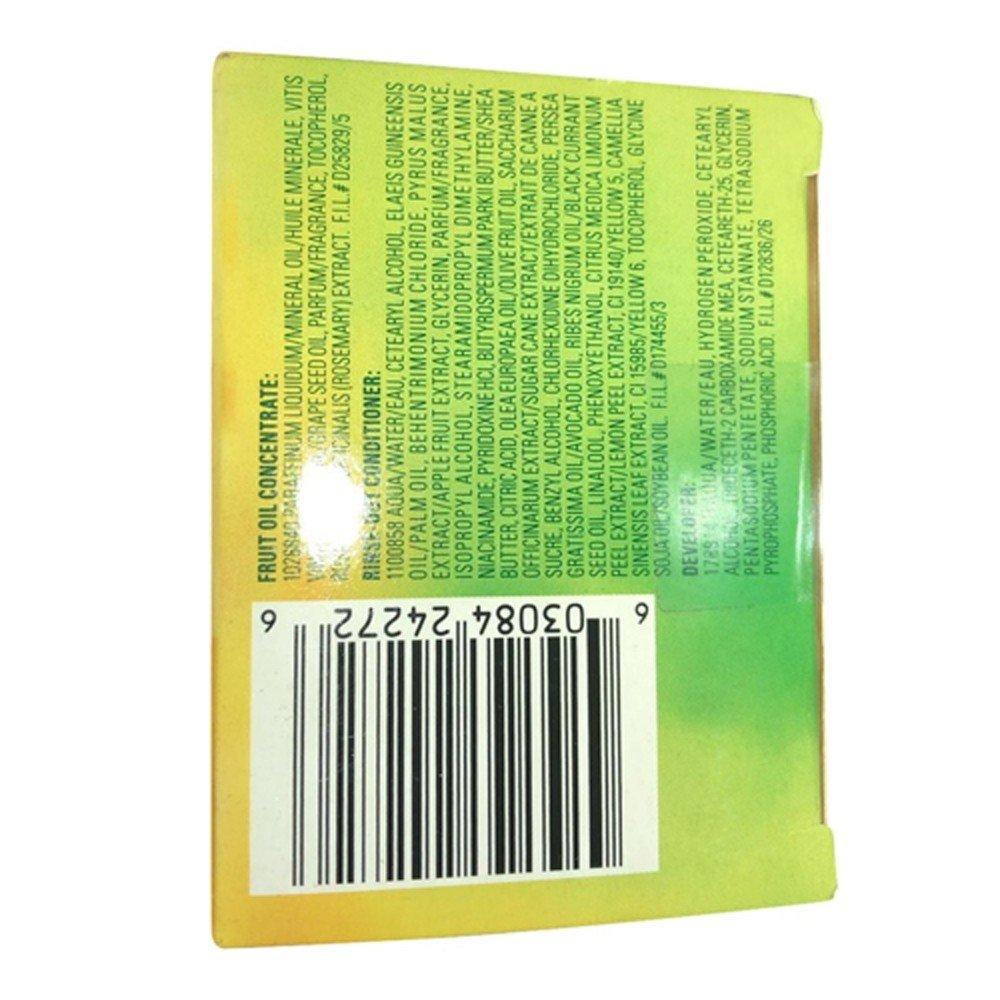 FRUIT OIL CONCENTRATE:
1026840 PARAFFINUM LIQUIDUM/MINERAL OIL/HUILE MINERALE, VITIS
GRAPE SEED OIL, PARFUM/FRAGRANCE, TOCOPHEROL,
(ROSEMARY) EXTRACT. F.I.L.# D25829/5
RINSE-OUT CONDITIONER:
1100858 AQUA/WATER/EAU, CETEARYL ALCOHOL, ELAEIS GUINEENSIS
OIL/PALM OIL, BEHENTRIMONIUM CHLORIDE, PYRUS MALUS
EXTRACT/APPLE FRUIT EXTRACT, GLYCERIN, PARFUM/FRAGRANCE,
ISOPROPYL ALCOHOL, STEARAMIDOPROPYL DIMETHYLAMINE,
NIACINAMIDE, PYRIDOXINE HCI, BUTYROSPERMUM PARKII BUTTER/SHEA
BUTTER, CITRIC ACID, OLEA EUROPAEA OIL/OLIVE FRUIT OIL, SACCHARUM
OFFICINARUM EXTRACT/SUGAR CANE EXTRACT/EXTRAIT DE CANNE A
SUCRE, BENZYL ALCOHOL, CHLORHEXIDINE DIHYDROCHLORIDE, PERSEA
GRATISSIMA OIL/AVOCADO OIL, RIBES NIGRUM OIL/BLACK CURRANT
SEED OIL, LINALOOL, PHENOXYETHANOL, CITRUS MEDICA LIMONUM
PEEL EXTRACT/LEMON PEEL EXTRACT, CI 19140/YELLOW 5, CAMELLIA
SINENSIS LEAF EXTRACT, CI 15985/YELLOW 6, TOCOPHEROL, GLYCINE
SOJA OIL/SOYBEAN OIL. F.I.L.# D174455/3
DEVELOPER:
AQUA/WATER/EAU, HYDROGEN PEROXIDE, CETEARYL
ALCOHOL, TRIDECETH-2 CARBOXAMIDE MEA, CETEARETH-25, GLYCERIN,
PENTASODIUM PENTETATE, SODIUM STANNATE, TETRASODIUM
PYROPHOSPHATE, PHOSPHORIC ACID. F.I.L.# D12836/26
6 03084 24272 6